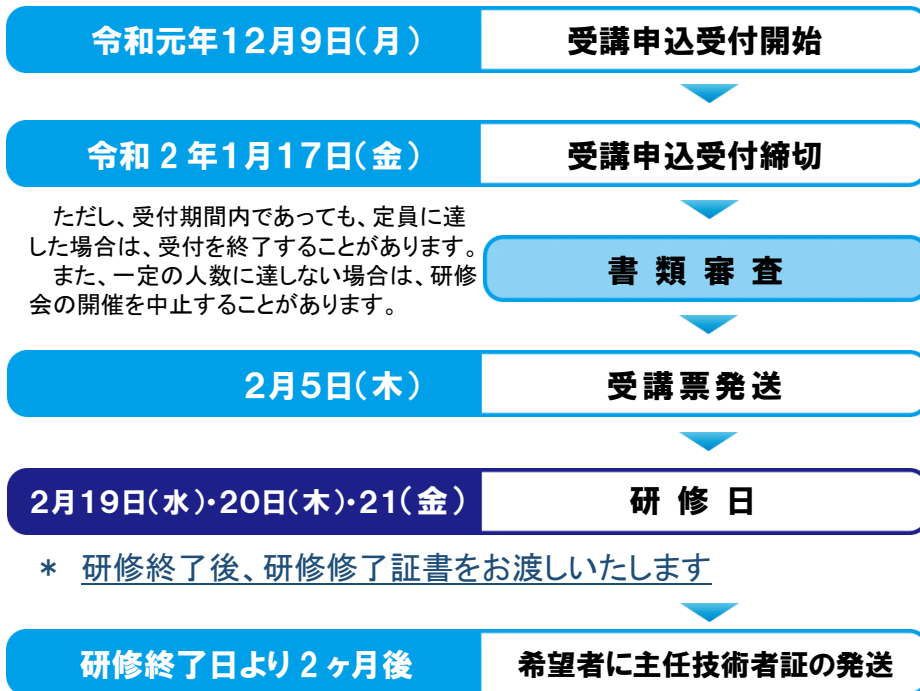 令和元年12月9日(月) 受講申込受付開始
令和2年1月17日(金) 受講申込受付締切
ただし、受付期間内であっても、定員に達
した場合は、受付を終了することがあります。
また、一定の人数に達しない場合は、研修
会の開催を中止することがあります。
書類審査
2月5日(木) 受講票発送
2月19日(水)・20日(木)・21(金) 研修日
* 研修終了後、研修修了証書をお渡しいたします
研修終了日より2ヶ月後 希望者に主任技術者証の発送